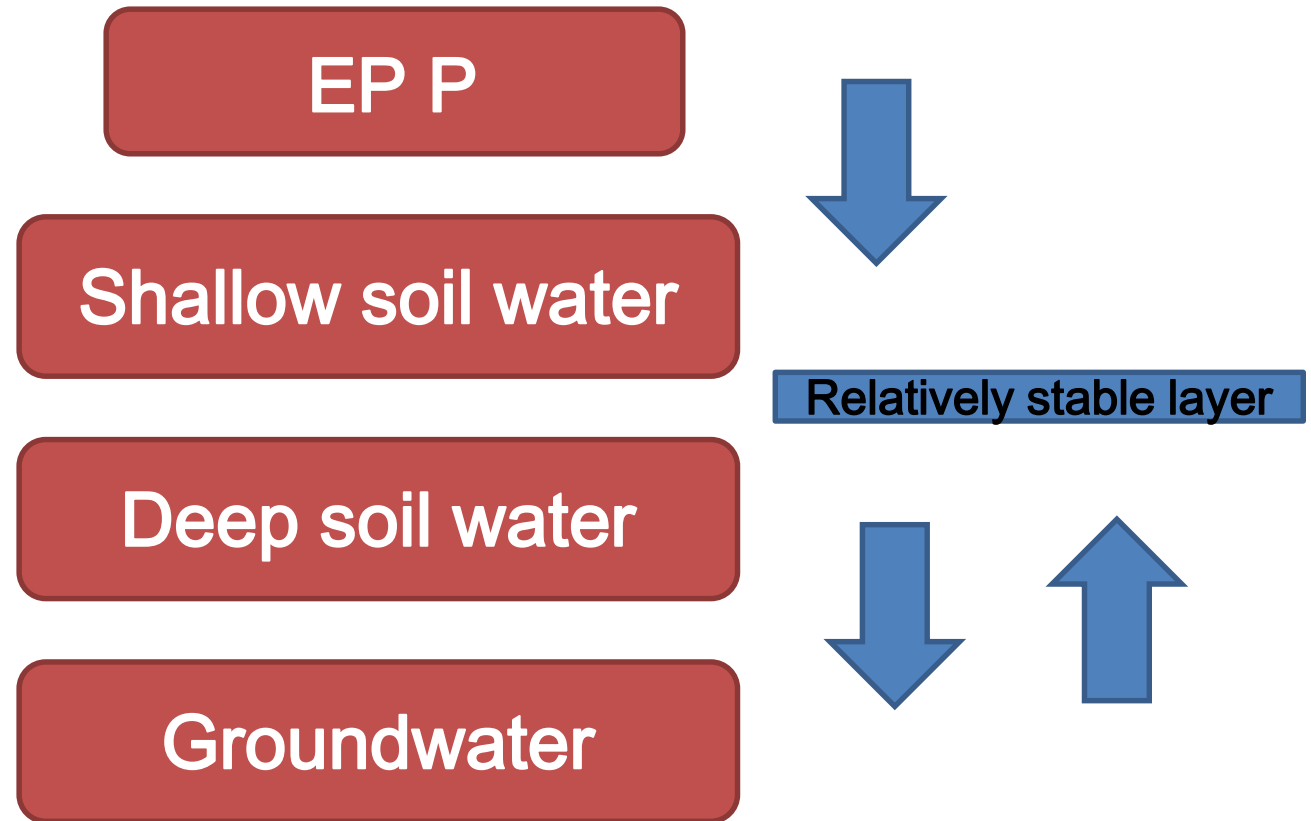 EP P
Shallow soil water
Relatively stable layer
Deep soil water
Groundwater